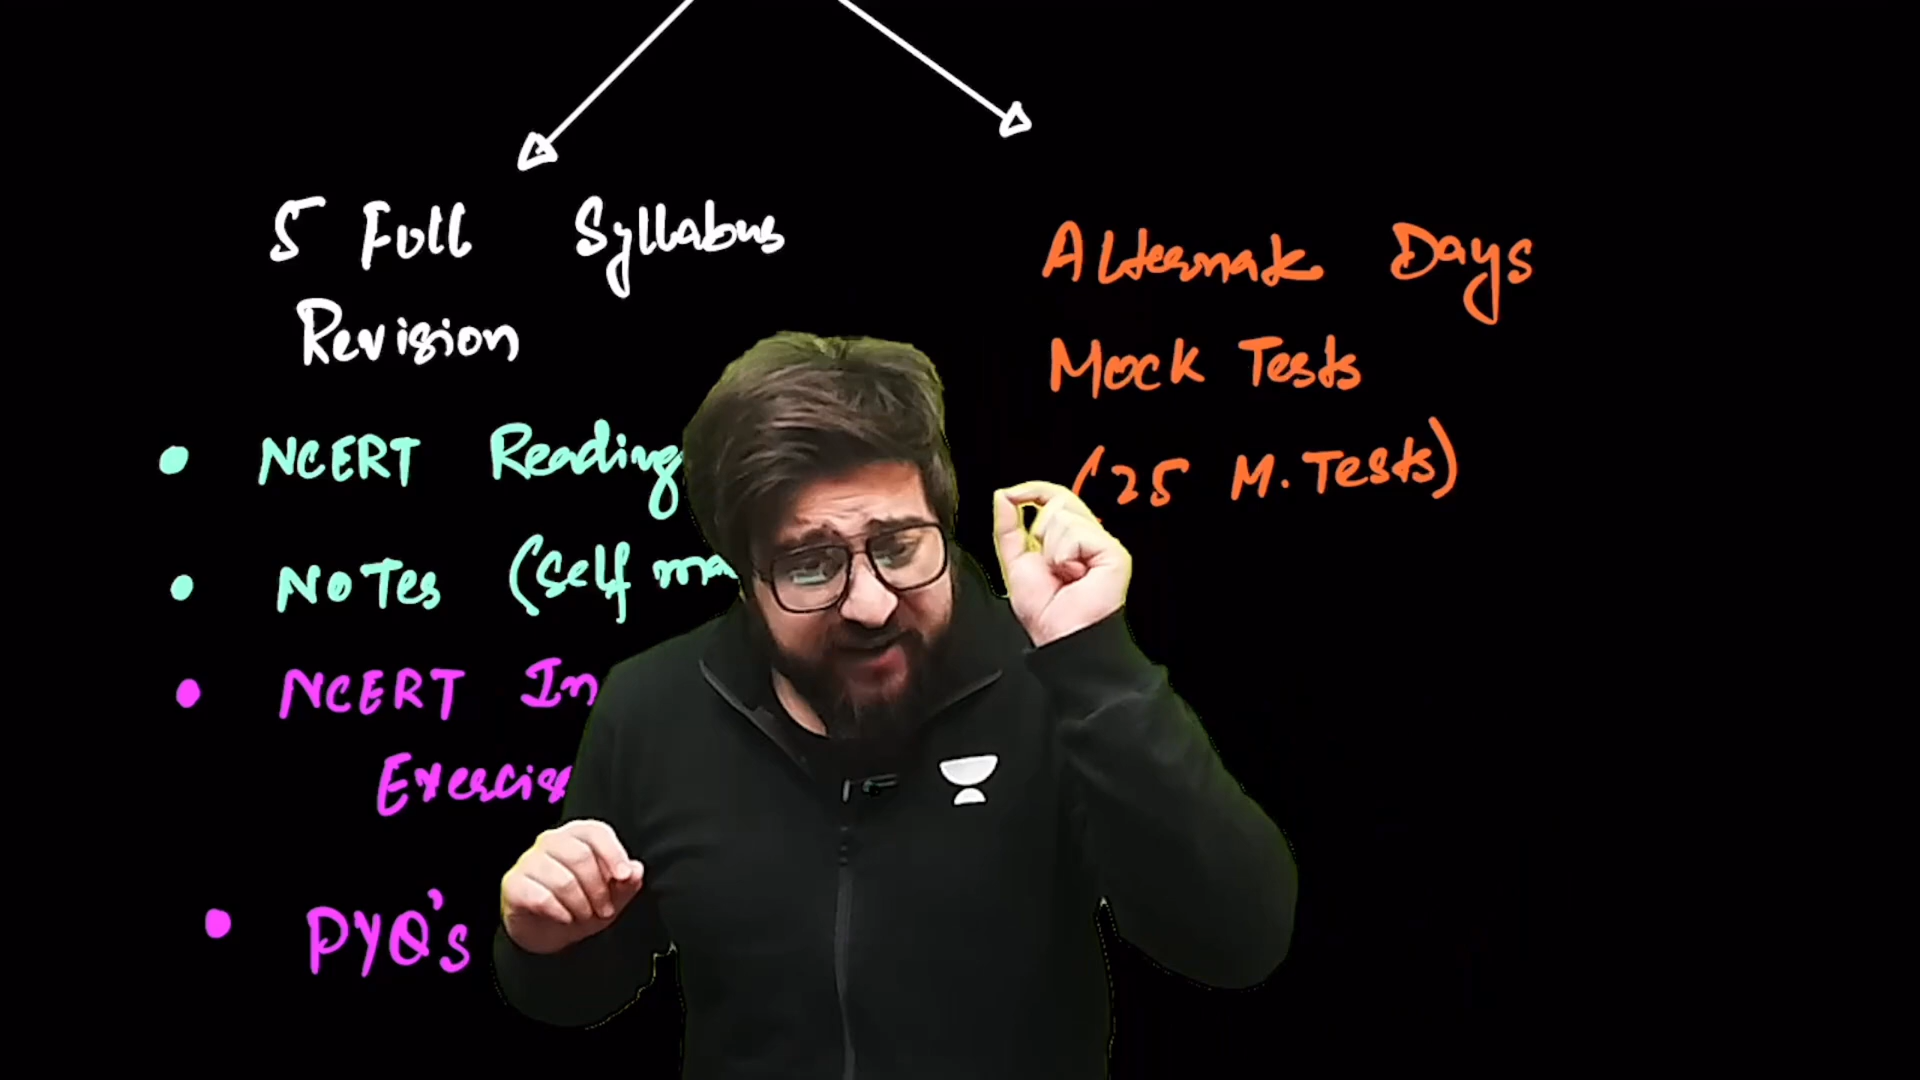 5 Full Syllabus
Revision
• NCERT Reading
• NoTes (Self
• NCERT
• PYQ's
Alternate Days
Mock Tests
(25 M. Tests)